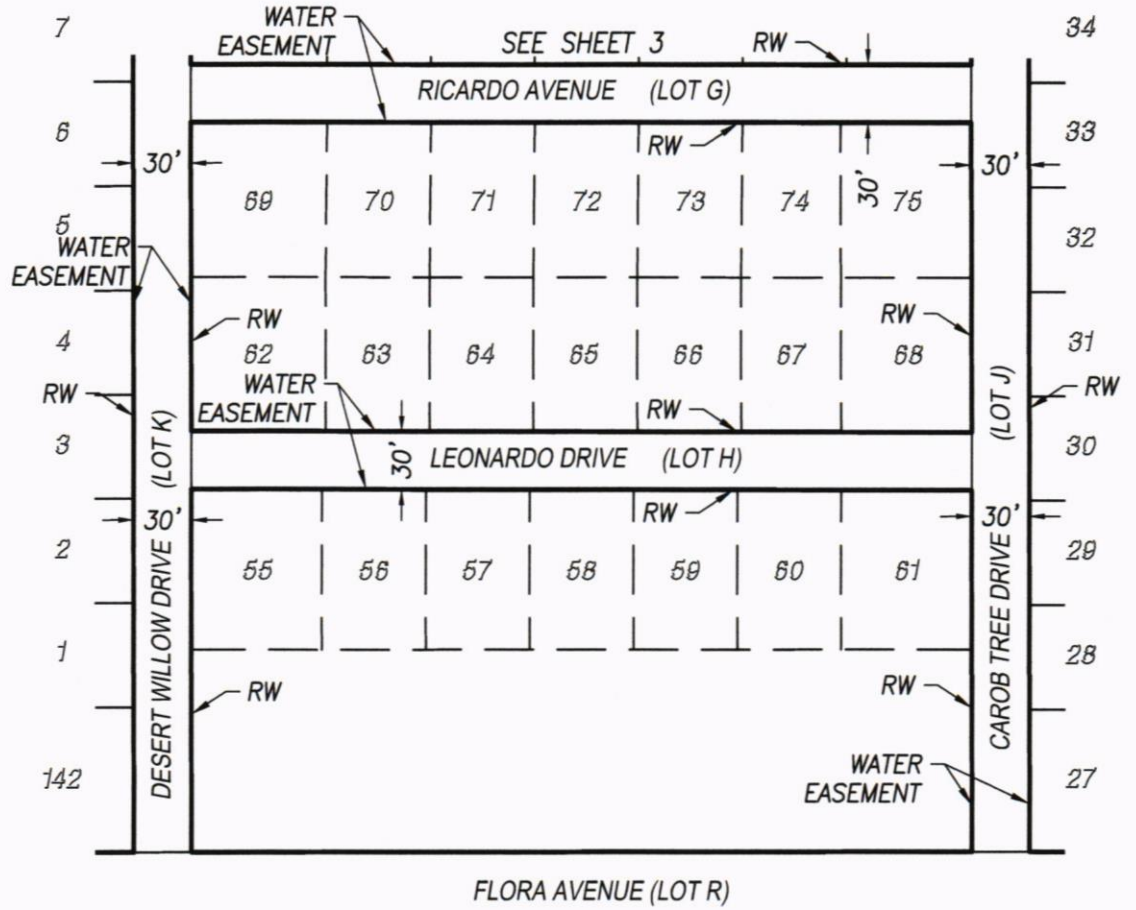 7
WATER
EASEMENT
SEE SHEET 3
RW
34
RICARDO AVENUE (LOT G)
6
RW
33
30'
30'
30'
69
70
71
72
73
74
75
5
32
WATER
EASEMENT
RW
RW
4
62
63
64
65
66
67
68
31
WATER
EASEMENT
RW
RW
RW
3
30'
LEONARDO DRIVE (LOT H)
(LOT J)
30
DESERT WILLOW DRIVE (LOT K)
30'
RW
30'
2
55
56
57
58
59
60
61
29
1
28
RW
RW
CAROB TREE DRIVE
142
WATER
EASEMENT
27
FLORA AVENUE (LOT R)